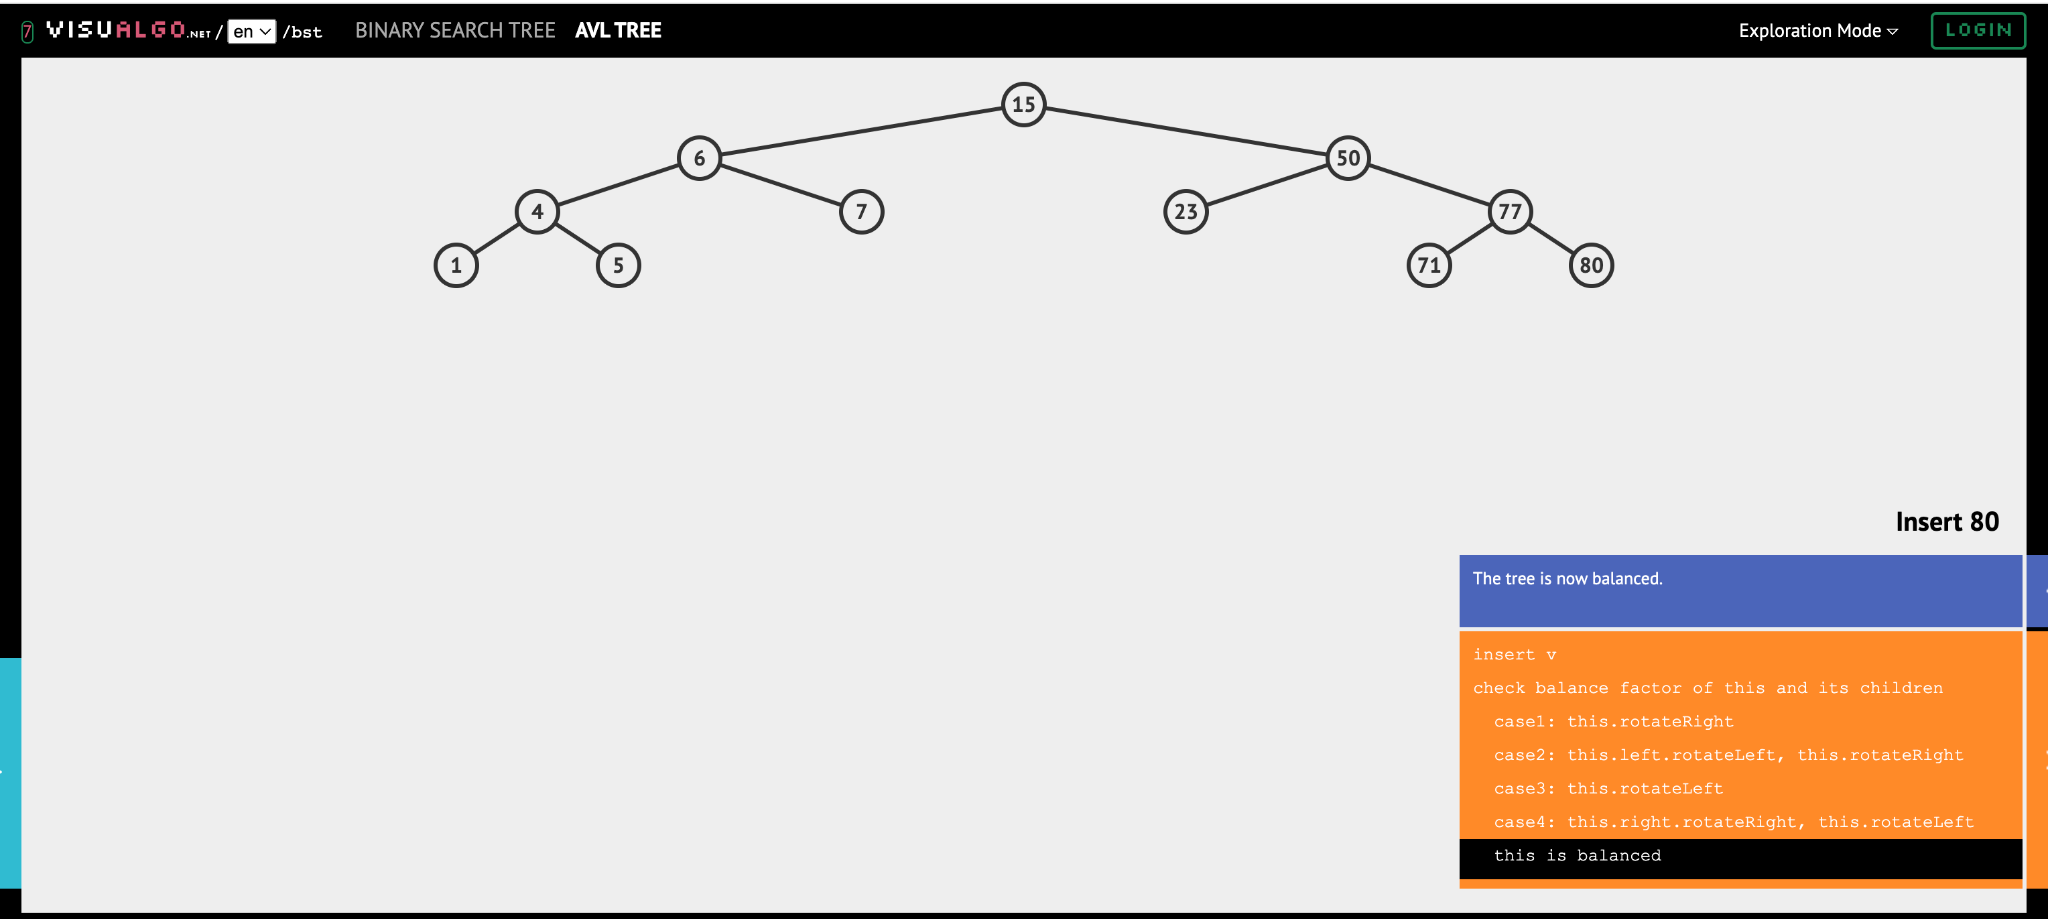 7 VISUALGO.NET / en /bst BINARY SEARCH TREE AVL TREE Exploration Mode LOGIN
15
6 50
4 7 23 77
1 5 71 80
Insert 80
The tree is now balanced.
insert v
check balance factor of this and its children
case1: this.rotateRight
case2: this.left.rotateLeft, this.rotateRight
case3: this.rotateLeft
case4: this.right.rotateRight, this.rotateLeft
this is balanced